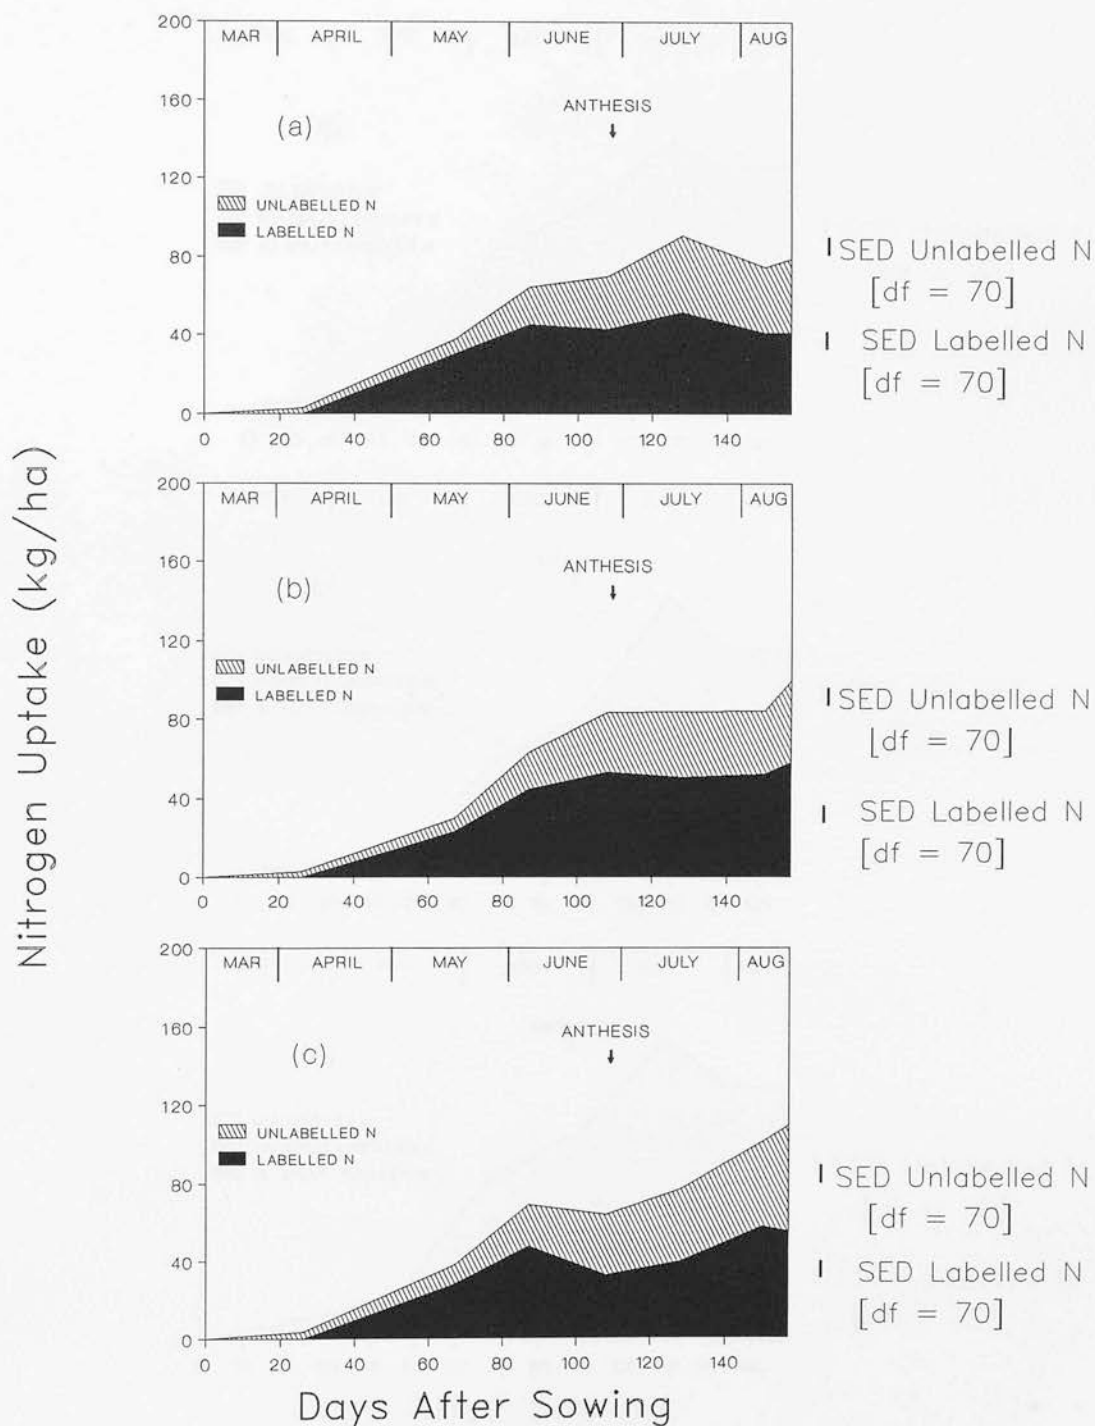 Nitrogen Uptake (kg/ha)
200
MAR APRIL MAY JUNE JULY AUG
160
ANTHESIS
(a)
120
UNLABELLED N
LABELLED N
80
40
0
0 20 40 60 80 100 120 140
SED Unlabelled N
[df = 70]
SED Labelled N
[df = 70]
200
MAR APRIL MAY JUNE JULY AUG
160
ANTHESIS
(b)
120
UNLABELLED N
LABELLED N
80
40
0
0 20 40 60 80 100 120 140
SED Unlabelled N
[df = 70]
SED Labelled N
[df = 70]
200
MAR APRIL MAY JUNE JULY AUG
160
ANTHESIS
(c)
120
UNLABELLED N
LABELLED N
80
40
0
0 20 40 60 80 100 120 140
SED Unlabelled N
[df = 70]
SED Labelled N
[df = 70]
Days After Sowing